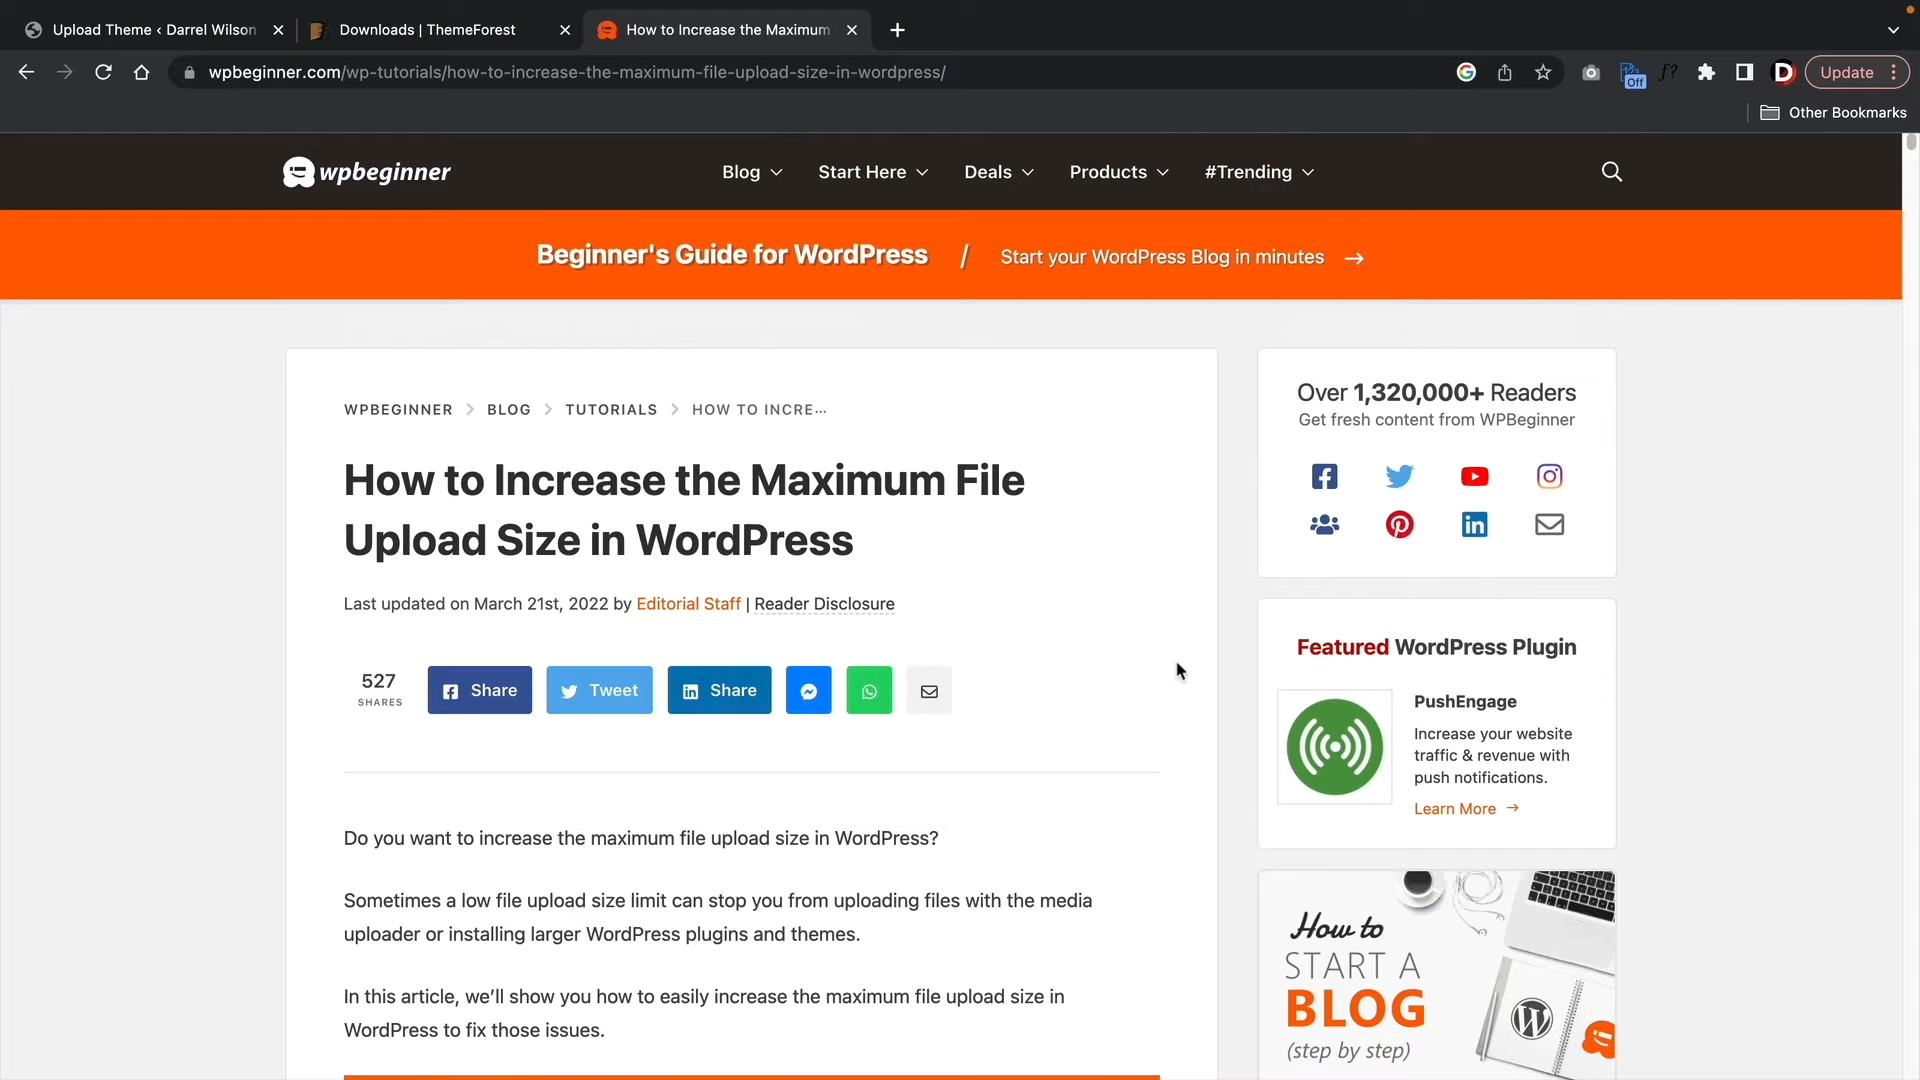 Upload Theme ‹ Darrel Wilson
Downloads | ThemeForest
How to Increase the Maximum
wpbeginner.com/wp-tutorials/how-to-increase-the-maximum-file-upload-size-in-wordpress/
Off
f?
D
Update
Other Bookmarks
wpbeginner
Blog
Start Here
Deals
Products
#Trending
Beginner's Guide for WordPress / Start your WordPress Blog in minutes →
WPBEGINNER > BLOG > TUTORIALS > HOW TO INCRE...
How to Increase the Maximum File
Upload Size in WordPress
Last updated on March 21st, 2022 by Editorial Staff | Reader Disclosure
527
SHARES
Share
Tweet
Share
Do you want to increase the maximum file upload size in WordPress?
Sometimes a low file upload size limit can stop you from uploading files with the media
uploader or installing larger WordPress plugins and themes.
In this article, we'll show you how to easily increase the maximum file upload size in
WordPress to fix those issues.
Over 1,320,000+ Readers
Get fresh content from WPBeginner
Featured WordPress Plugin
PushEngage
Increase your website
traffic & revenue with
push notifications.
Learn More →
How to
START A
BLOG
(step by step)